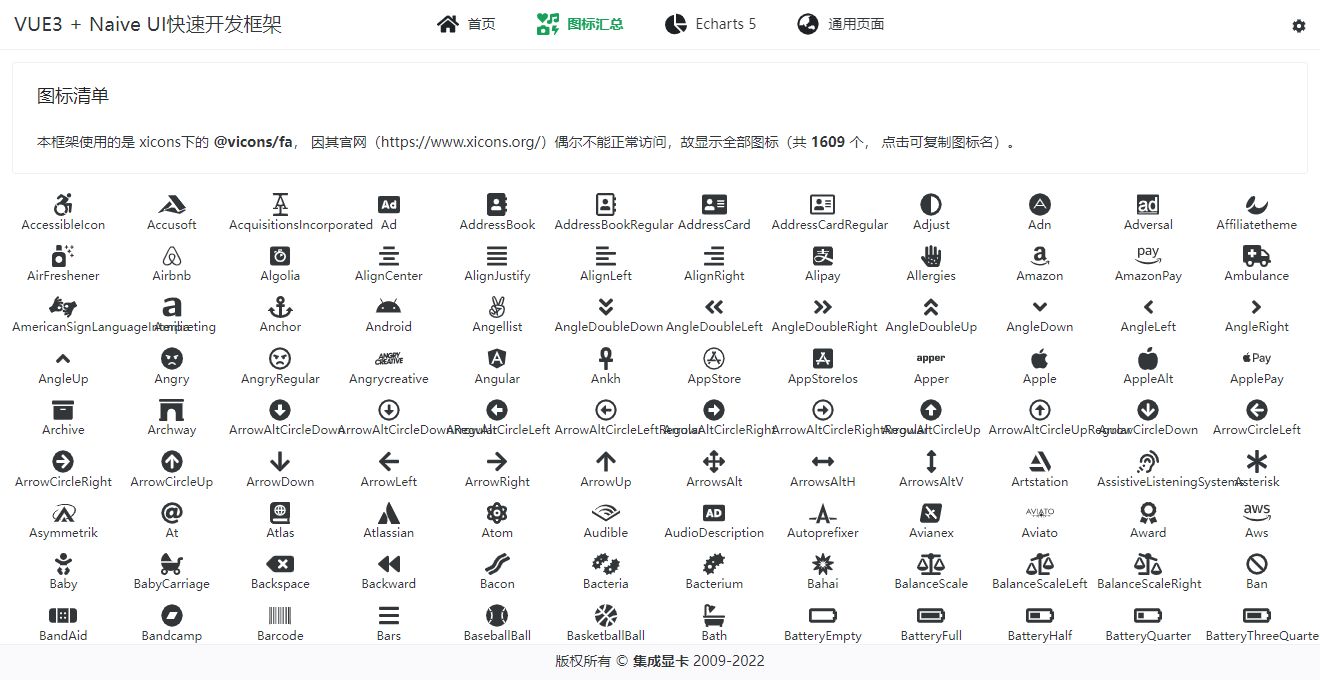 VUE3 + Naive UI快速开发框架 首页 图标汇总 Echarts 5 通用页面
图标清单
本框架使用的是 xicons下的 @vicons/fa， 因其官网（https://www.xicons.org/）偶尔不能正常访问，故显示全部图标（共 1609 个， 点击可复制图标名）。
Ad ad
AccessibleIcon Accusoft AcquisitionsIncorporated Ad AddressBook AddressBookRegular AddressCard AddressCardRegular Adjust Adn Adversal Affiliatetheme
pay
AirFreshener Airbnb Algolia AlignCenter AlignJustify AlignLeft AlignRight Alipay Allergies Amazon AmazonPay Ambulance
AmericanSignLanguageInterpreting Amilia Anchor Android Angellist AngleDoubleDown AngleDoubleLeft AngleDoubleRight AngleDoubleUp AngleDown AngleLeft AngleRight
ANGRY CREATIVE apper Pay
AngleUp Angry AngryRegular Angrycreative Angular Ankh AppStore AppStoreIos Apper Apple AppleAlt ApplePay
Archive Archway ArrowAltCircleDown ArrowAltCircleDownRegular ArrowAltCircleLeft ArrowAltCircleLeftRegular ArrowAltCircleRight ArrowAltCircleRightRegular ArrowAltCircleUp ArrowAltCircleUpRegular ArrowCircleDown ArrowCircleLeft
ArrowCircleRight ArrowCircleUp ArrowDown ArrowLeft ArrowRight ArrowUp ArrowsAlt ArrowsAltH ArrowsAltV Artstation AssistiveListeningSystems Asterisk
@ AD AVIATO aws
Asymmetrik At Atlas Atlassian Atom Audible AudioDescription Autoprefixer Avianex Aviato Award Aws
Baby BabyCarriage Backspace Backward Bacon Bacteria Bacterium Bahai BalanceScale BalanceScaleLeft BalanceScaleRight Ban
BandAid Bandcamp Barcode Bars BaseballBall BasketballBall Bath BatteryEmpty BatteryFull BatteryHalf BatteryQuarter BatteryThreeQuarte
版权所有 © 集成显卡 2009-2022